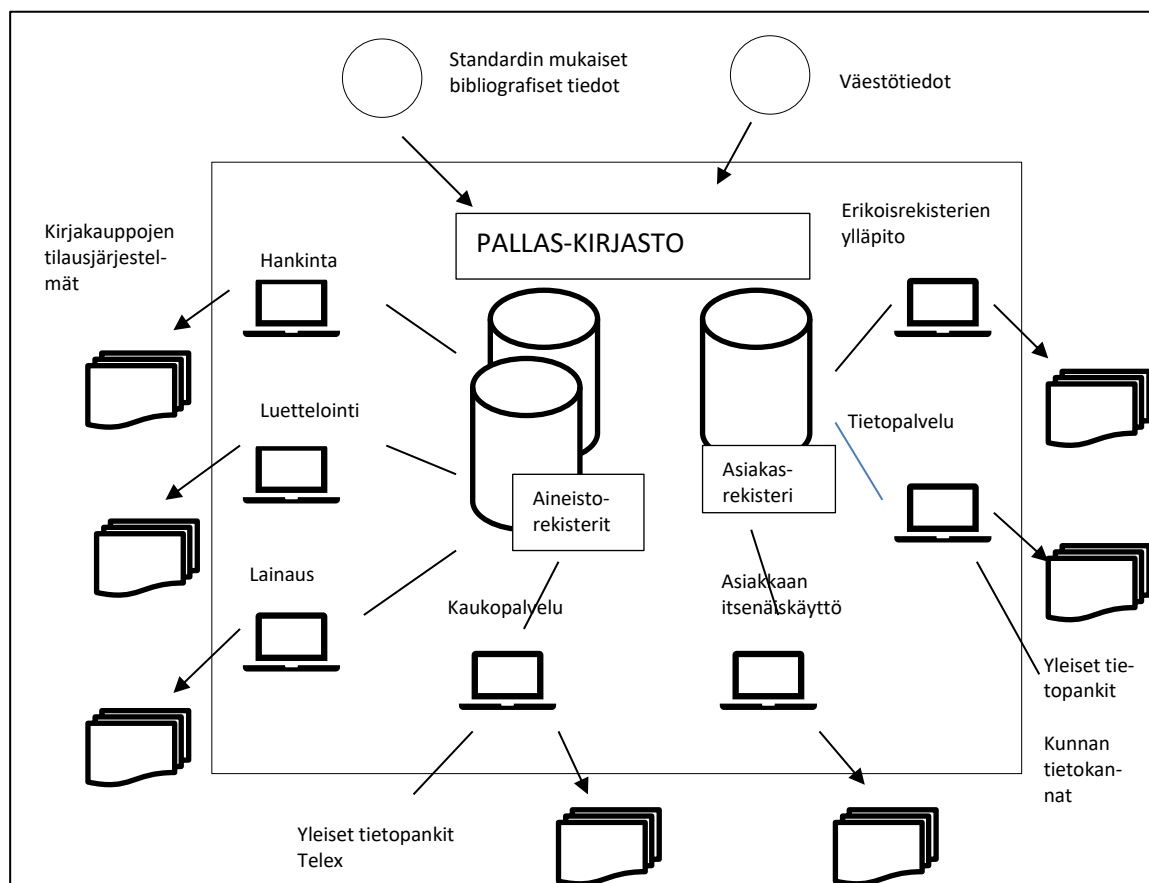 Standardin mukaiset
bibliografiset tiedot
Väestötiedot
Kirjakauppojen
tilausjärjestel-
mät
Hankinta
PALLAS-KIRJASTO
Erikoisrekisterien
ylläpito
Luettelointi
Tietopalvelu
Aineisto-
rekisterit
Asiakas-
rekisteri
Lainaus
Kaukopalvelu
Asiakkaan
itsenäiskäyttö
Yleiset tie-
topankit
Kunnan
tietokan-
nat
Yleiset tietopankit
Telex